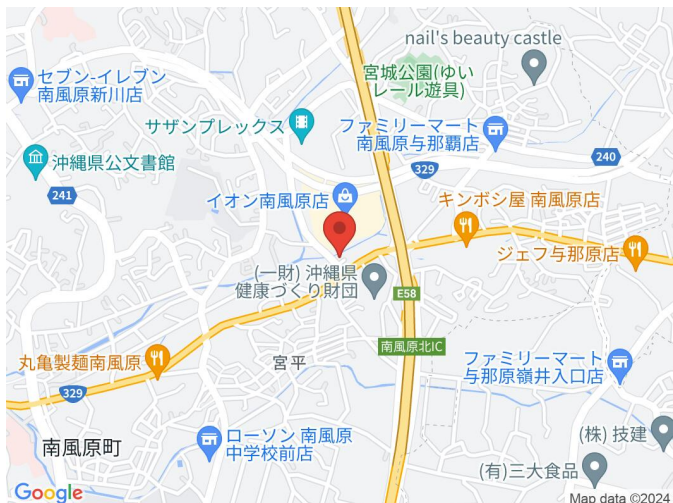 nail's beauty castle
セブン-イレブン
南風原新川店
宮城公園(ゆい
レール遊具)
サザンプレックス
ファミリーマート
南風原与那覇店
沖縄県公文書館
329
240
241
イオン南風原店
キンボシ屋 南風原店
ジェフ与那原店
(一財) 沖縄県
健康づくり財団
E58
南風原北IC
丸亀製麺南風原
宮平
ファミリーマート
与那原嶺井入口店
329
南風原町
ローソン 南風原
中学校前店
(株) 技建
(有)三大食品
Google
Map data ©2024